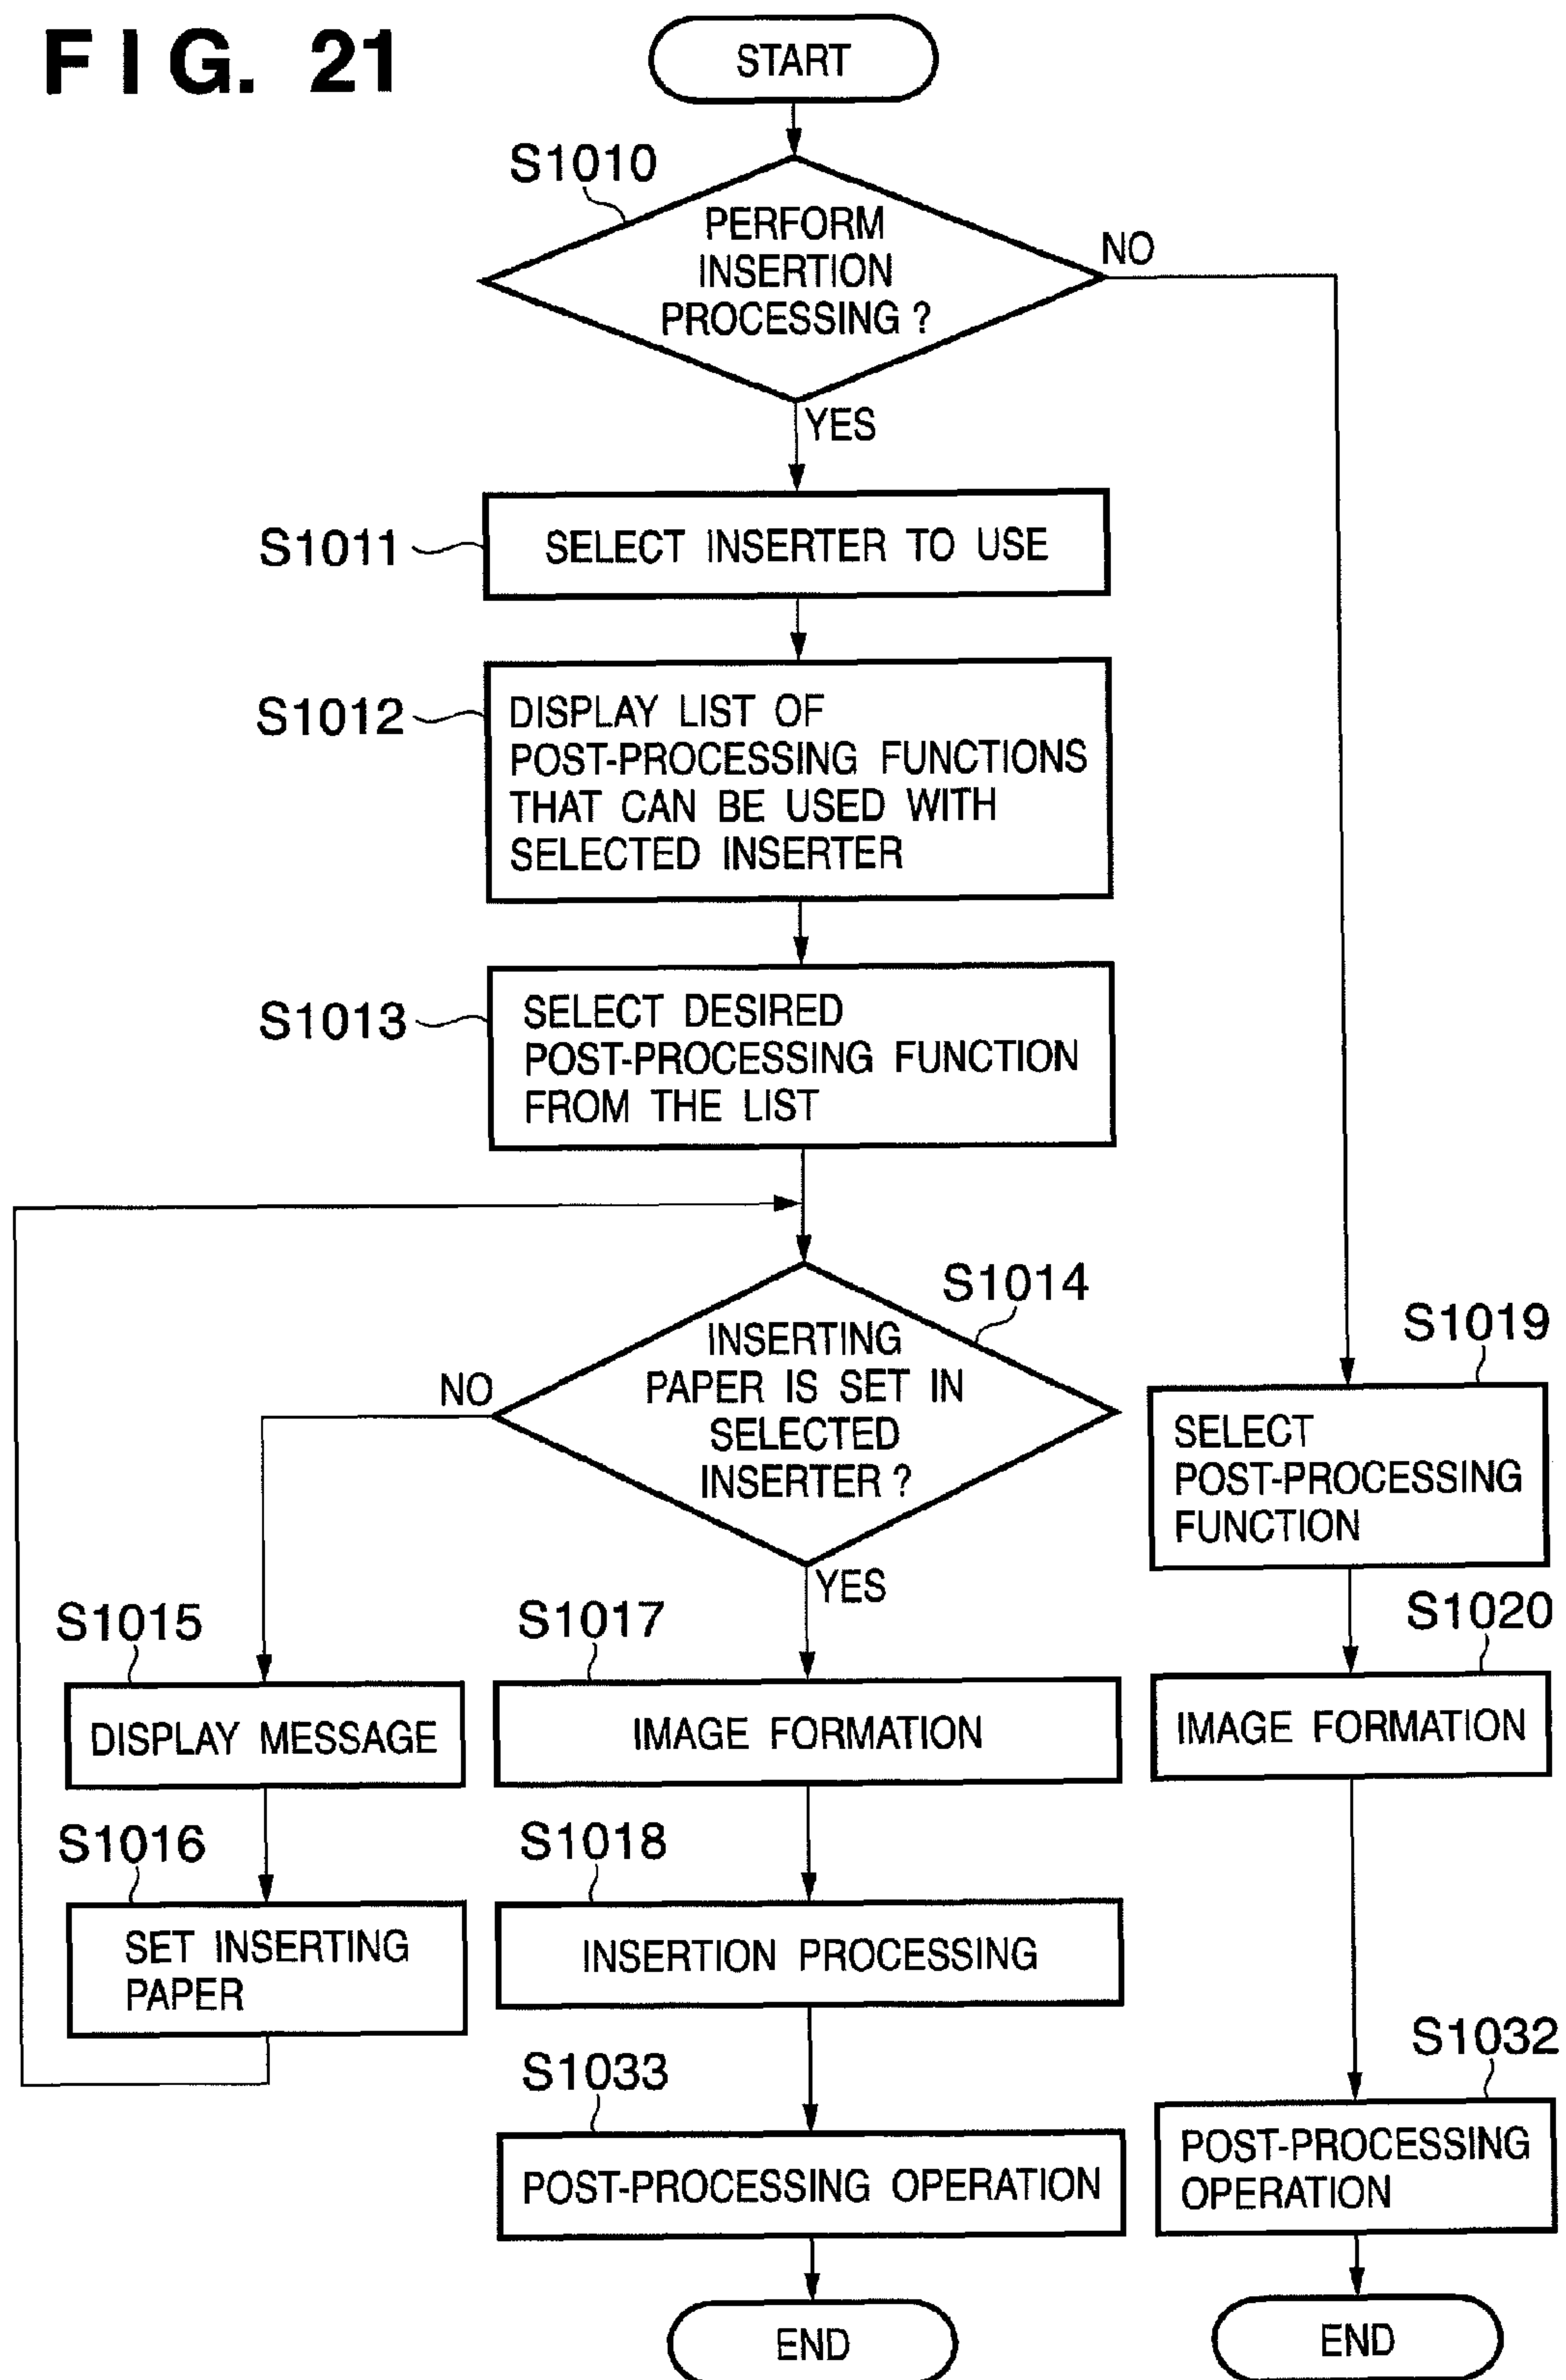 FIG. 21
START
S1010
PERFORM
INSERTION
PROCESSING ?
NO
YES
S1011
SELECT INSERTER TO USE
S1012
DISPLAY LIST OF
POST-PROCESSING FUNCTIONS
THAT CAN BE USED WITH
SELECTED INSERTER
S1013
SELECT DESIRED
POST-PROCESSING FUNCTION
FROM THE LIST
S1014
INSERTING
PAPER IS SET IN
SELECTED
INSERTER ?
NO
YES
S1015
DISPLAY MESSAGE
S1016
SET INSERTING
PAPER
S1017
IMAGE FORMATION
S1018
INSERTION PROCESSING
S1033
POST-PROCESSING OPERATION
END
S1019
SELECT
POST-PROCESSING
FUNCTION
S1020
IMAGE FORMATION
S1032
POST-PROCESSING
OPERATION
END